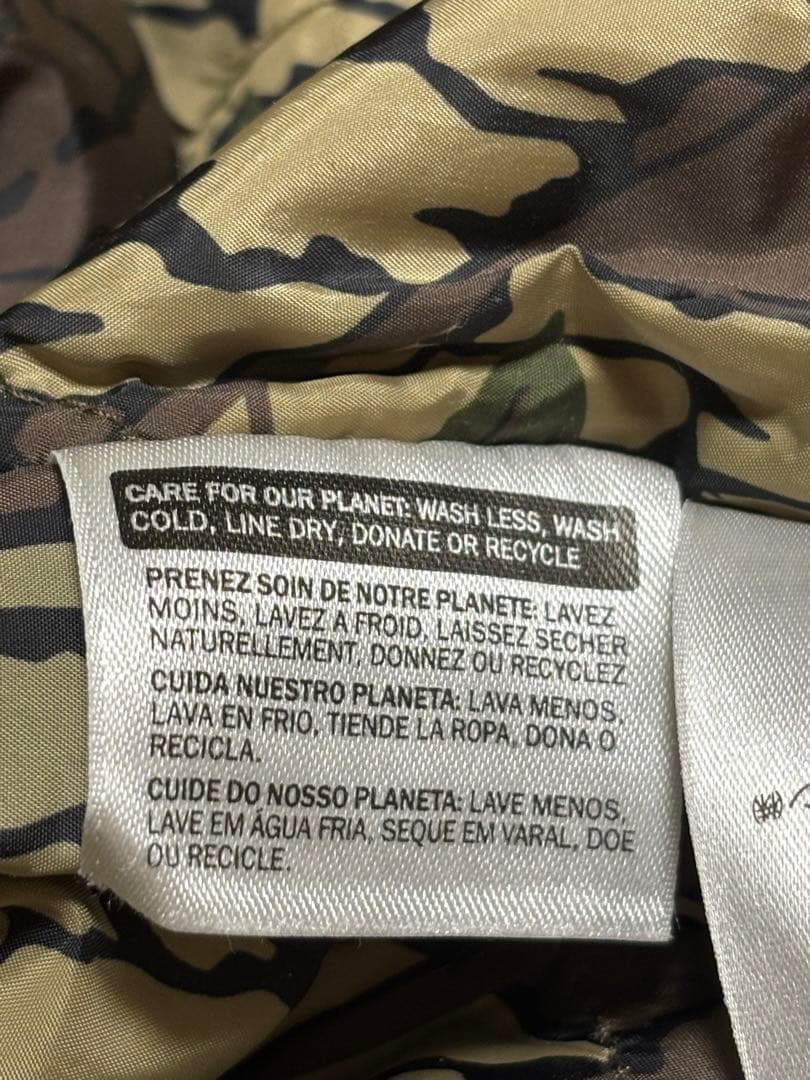 CARE FOR OUR PLANET: WASH LESS, WASH
COLD, LINE DRY, DONATE OR RECYCLE
PRENEZ SOIN DE NOTRE PLANETE: LAVEZ
MOINS, LAVEZ A FROID, LAISSEZ SECHER
NATURELLEMENT, DONNEZ OU RECYCLEZ
CUIDA NUESTRO PLANETA: LAVA MENOS,
LAVA EN FRIO, TIENDE LA ROPA, DONA O
RECICLA.
CUIDE DO NOSSO PLANETA: LAVE MENOS,
LAVE EM ÁGUA FRIA, SEQUE EM VARAL, DOE
OU RECICLE.